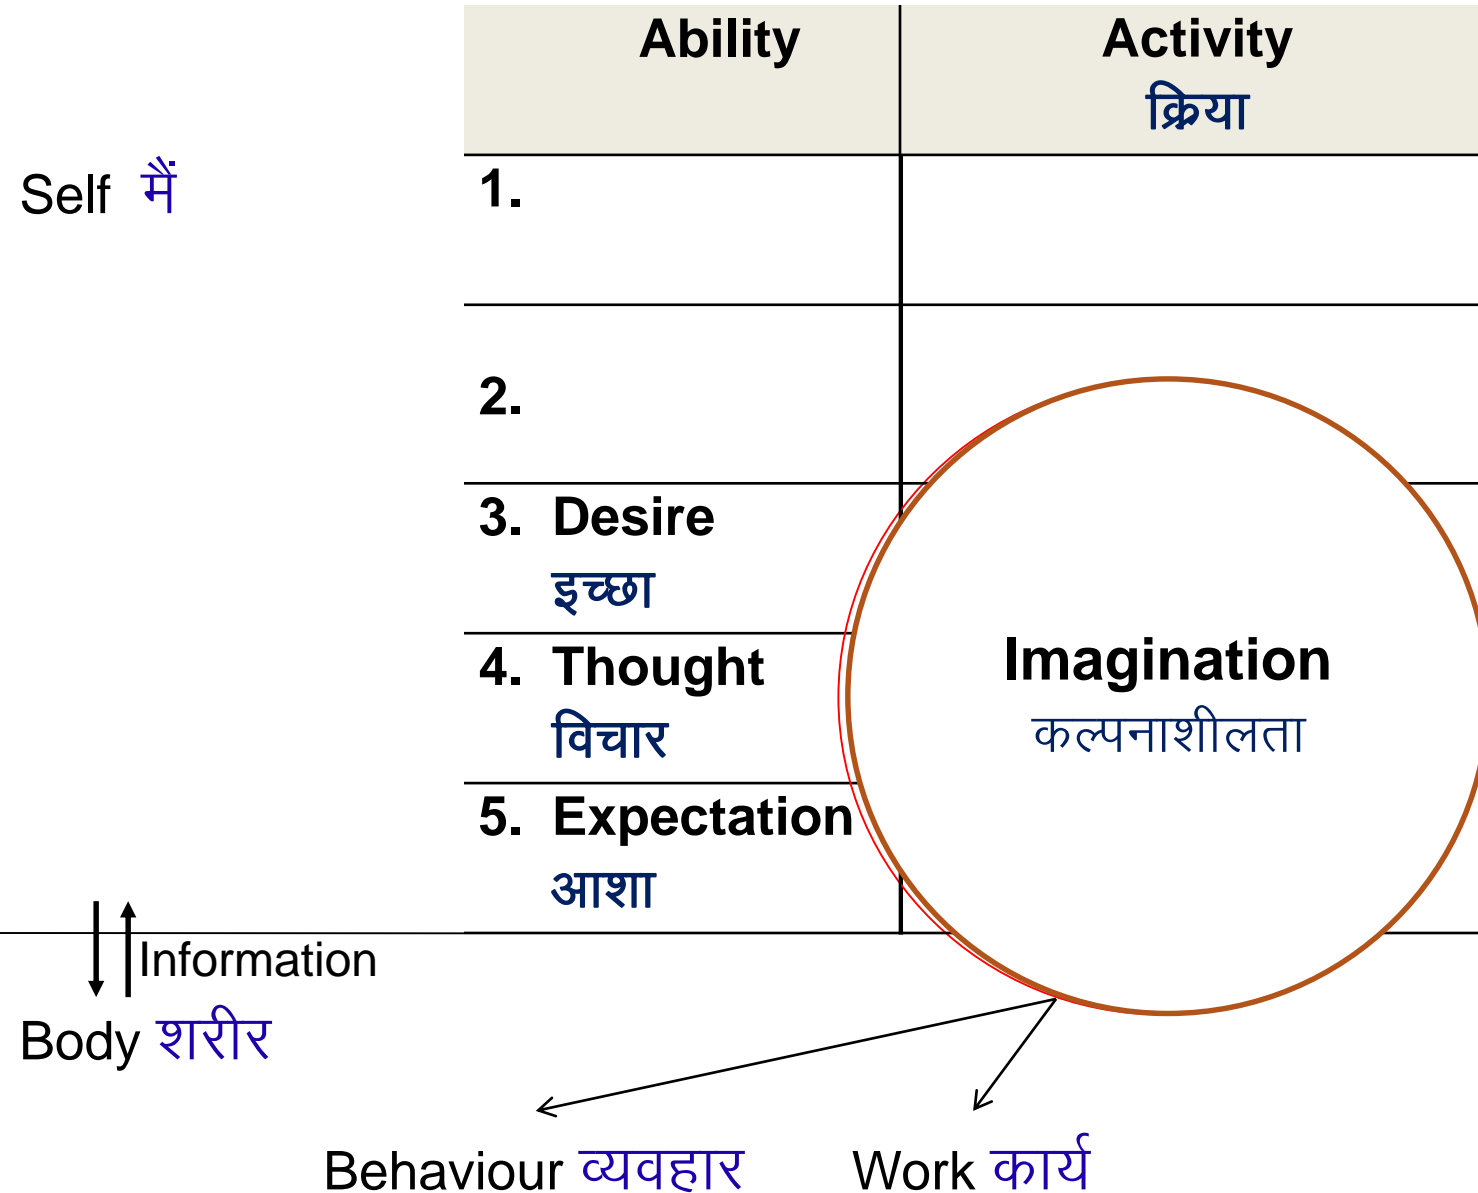 Ability
Activity
क्रिया
Self मैं
1.
2.
3. Desire
इच्छा
4. Thought
विचार
5. Expectation
आशा
Imagination
कल्पनाशीलता
Information
Body शरीर
Behaviour व्यवहार
Work कार्य